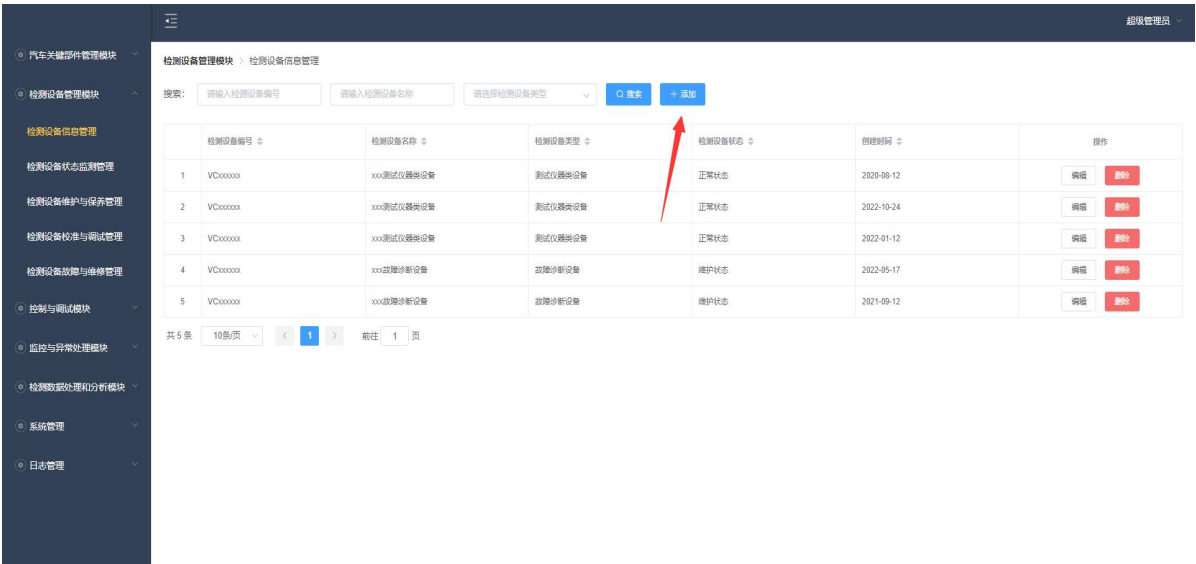 超级管理员
汽车关键部件管理模块
检测设备管理模块
检测设备信息管理
检测设备状态监测管理
检测设备维护与保养管理
检测设备校准与调试管理
检测设备故障与维修管理
控制与调试模块
监控与异常处理模块
检测数据处理和分析模块
系统管理
日志管理
检测设备管理模块 > 检测设备信息管理
搜索: 请输入检测设备编号 请输入检测设备名称 请选择检测设备类型 搜索 + 添加
检测设备编号 检测设备名称 检测设备类型 检测设备状态 创建时间 操作
1 VCxxxxxx xxx测试仪器类设备 测试仪器类设备 正常状态 2020-08-12 编辑 删除
2 VCxxxxxx xxx测试仪器类设备 测试仪器类设备 正常状态 2022-10-24 编辑 删除
3 VCxxxxxx xxx测试仪器类设备 测试仪器类设备 正常状态 2022-01-12 编辑 删除
4 VCxxxxxx xxx故障诊断设备 故障诊断设备 维护状态 2022-05-17 编辑 删除
5 VCxxxxxx xxx故障诊断设备 故障诊断设备 维护状态 2021-09-12 编辑 删除
共 5 条 10条/页 < 1 > 前往 1 页